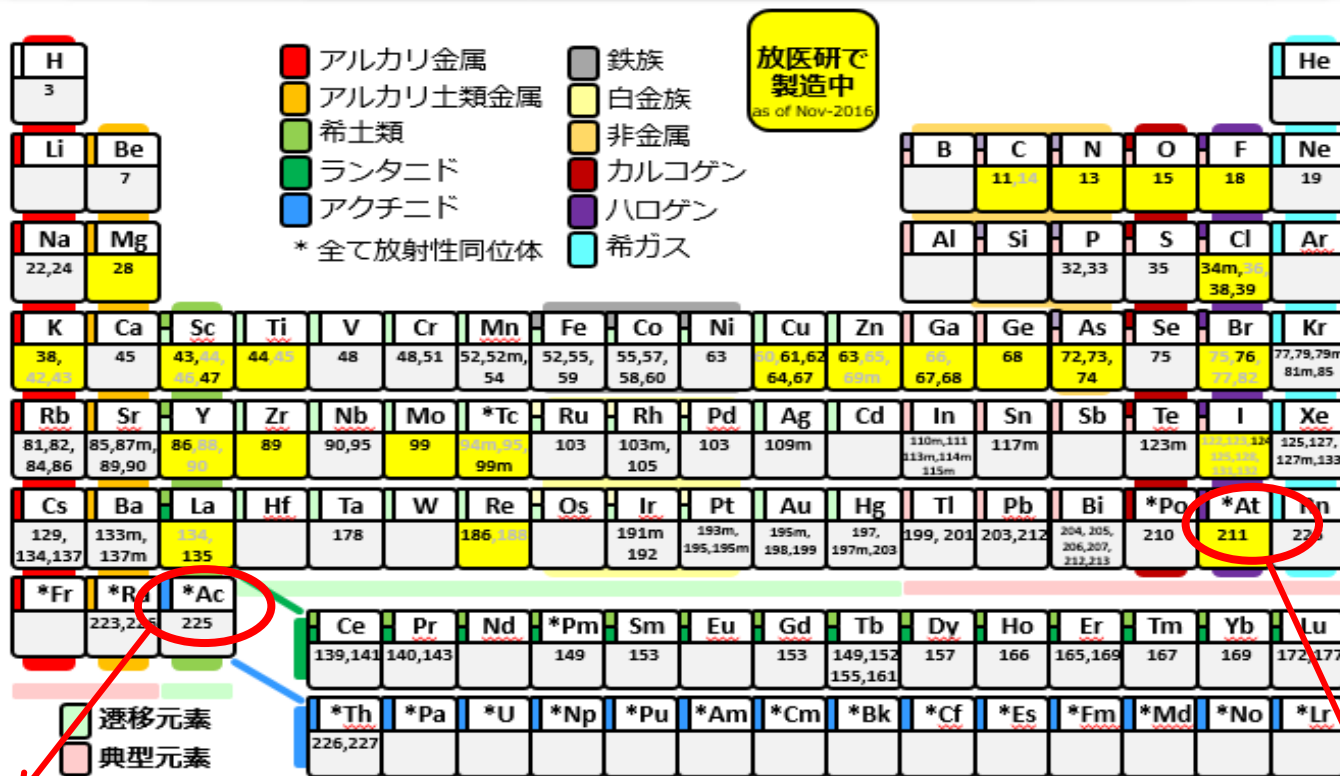 放医研で
製造中
as of Nov-2016
アルカリ金属
アルカリ土類金属
希土類
ランタニド
アクチニド
* 全て放射性同位体
鉄族
白金族
非金属
カルコゲン
ハロゲン
希ガス
H He
3
Li Be B C N O F Ne
7 11,14 13 15 18 19
Na Mg Al Si P S Cl Ar
22,24 28 32,33 35 34m,36,
38,39
K Ca Sc Ti V Cr Mn Fe Co Ni Cu Zn Ga Ge As Se Br Kr
38, 45 43,44, 44,45 48 48,51 52,52m, 52,55, 55,57, 63 60,61,62 63,65, 66, 68 72,73, 75 75,76, 77,79,79m
42,43 46,47 54 59 58,60 64,67 69m 67,68 74 77,82 81m,85
Rb Sr Y Zr Nb Mo *Tc Ru Rh Pd Ag Cd In Sn Sb Te I Xe
81,82, 85,87m, 86,88, 89 90,95 99 94m,95, 103 103m, 103 109m 110m,111 117m 123m 122,123,124 125,127,
84,86 89,90 90 99m 105 113m,114m 125,128, 127m,133
115m 131,132
Cs Ba La Hf Ta W Re Os Ir Pt Au Hg Tl Pb Bi *Po *At
129, 133m, 134, 178 186,188 191m 193m, 195m, 197, 199, 201 203,212 204, 205, 210 211
134,137 137m 135 192 195,195m 198,199 197m,203 206,207,
212,213
*Fr *Ra *Ac
225
Ce Pr Nd *Pm Sm Eu Gd Tb Dy Ho Er Tm Yb Lu
139,141 140,143 149 153 153 149,152 157 166 165,169 167 169 172,177
155,161
*Th *Pa *U *Np *Pu *Am *Cm *Bk *Cf *Es *Fm *Md *No *Lr
226,227
遷移元素
典型元素